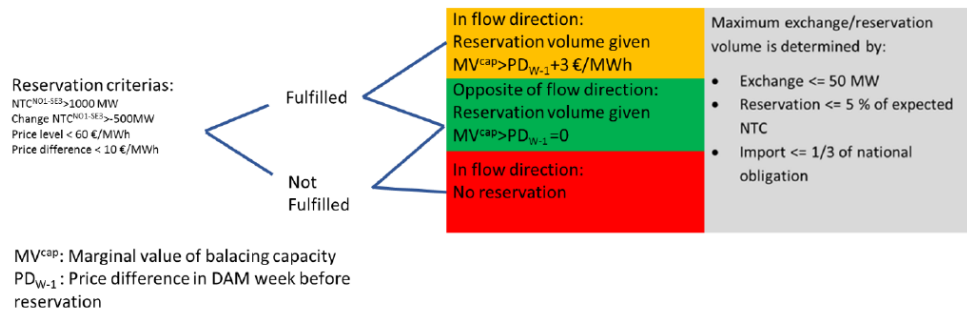 Reservation criterias:
NTC^NO1-SE3>1000 MW
Change NTC^NO1-SE3>-500MW
Price level < 60 €/MWh
Price difference < 10 €/MWh
Fulfilled
Not
Fulfilled
In flow direction:
Reservation volume given
MV^cap>PD_W-1+3 €/MWh
Opposite of flow direction:
Reservation volume given
MV^cap>PD_W-1=0
In flow direction:
No reservation
Maximum exchange/reservation
volume is determined by:
• Exchange <= 50 MW
• Reservation <= 5 % of expected
NTC
• Import <= 1/3 of national
obligation
MV^cap: Marginal value of balacing capacity
PD_W-1 : Price difference in DAM week before
reservation